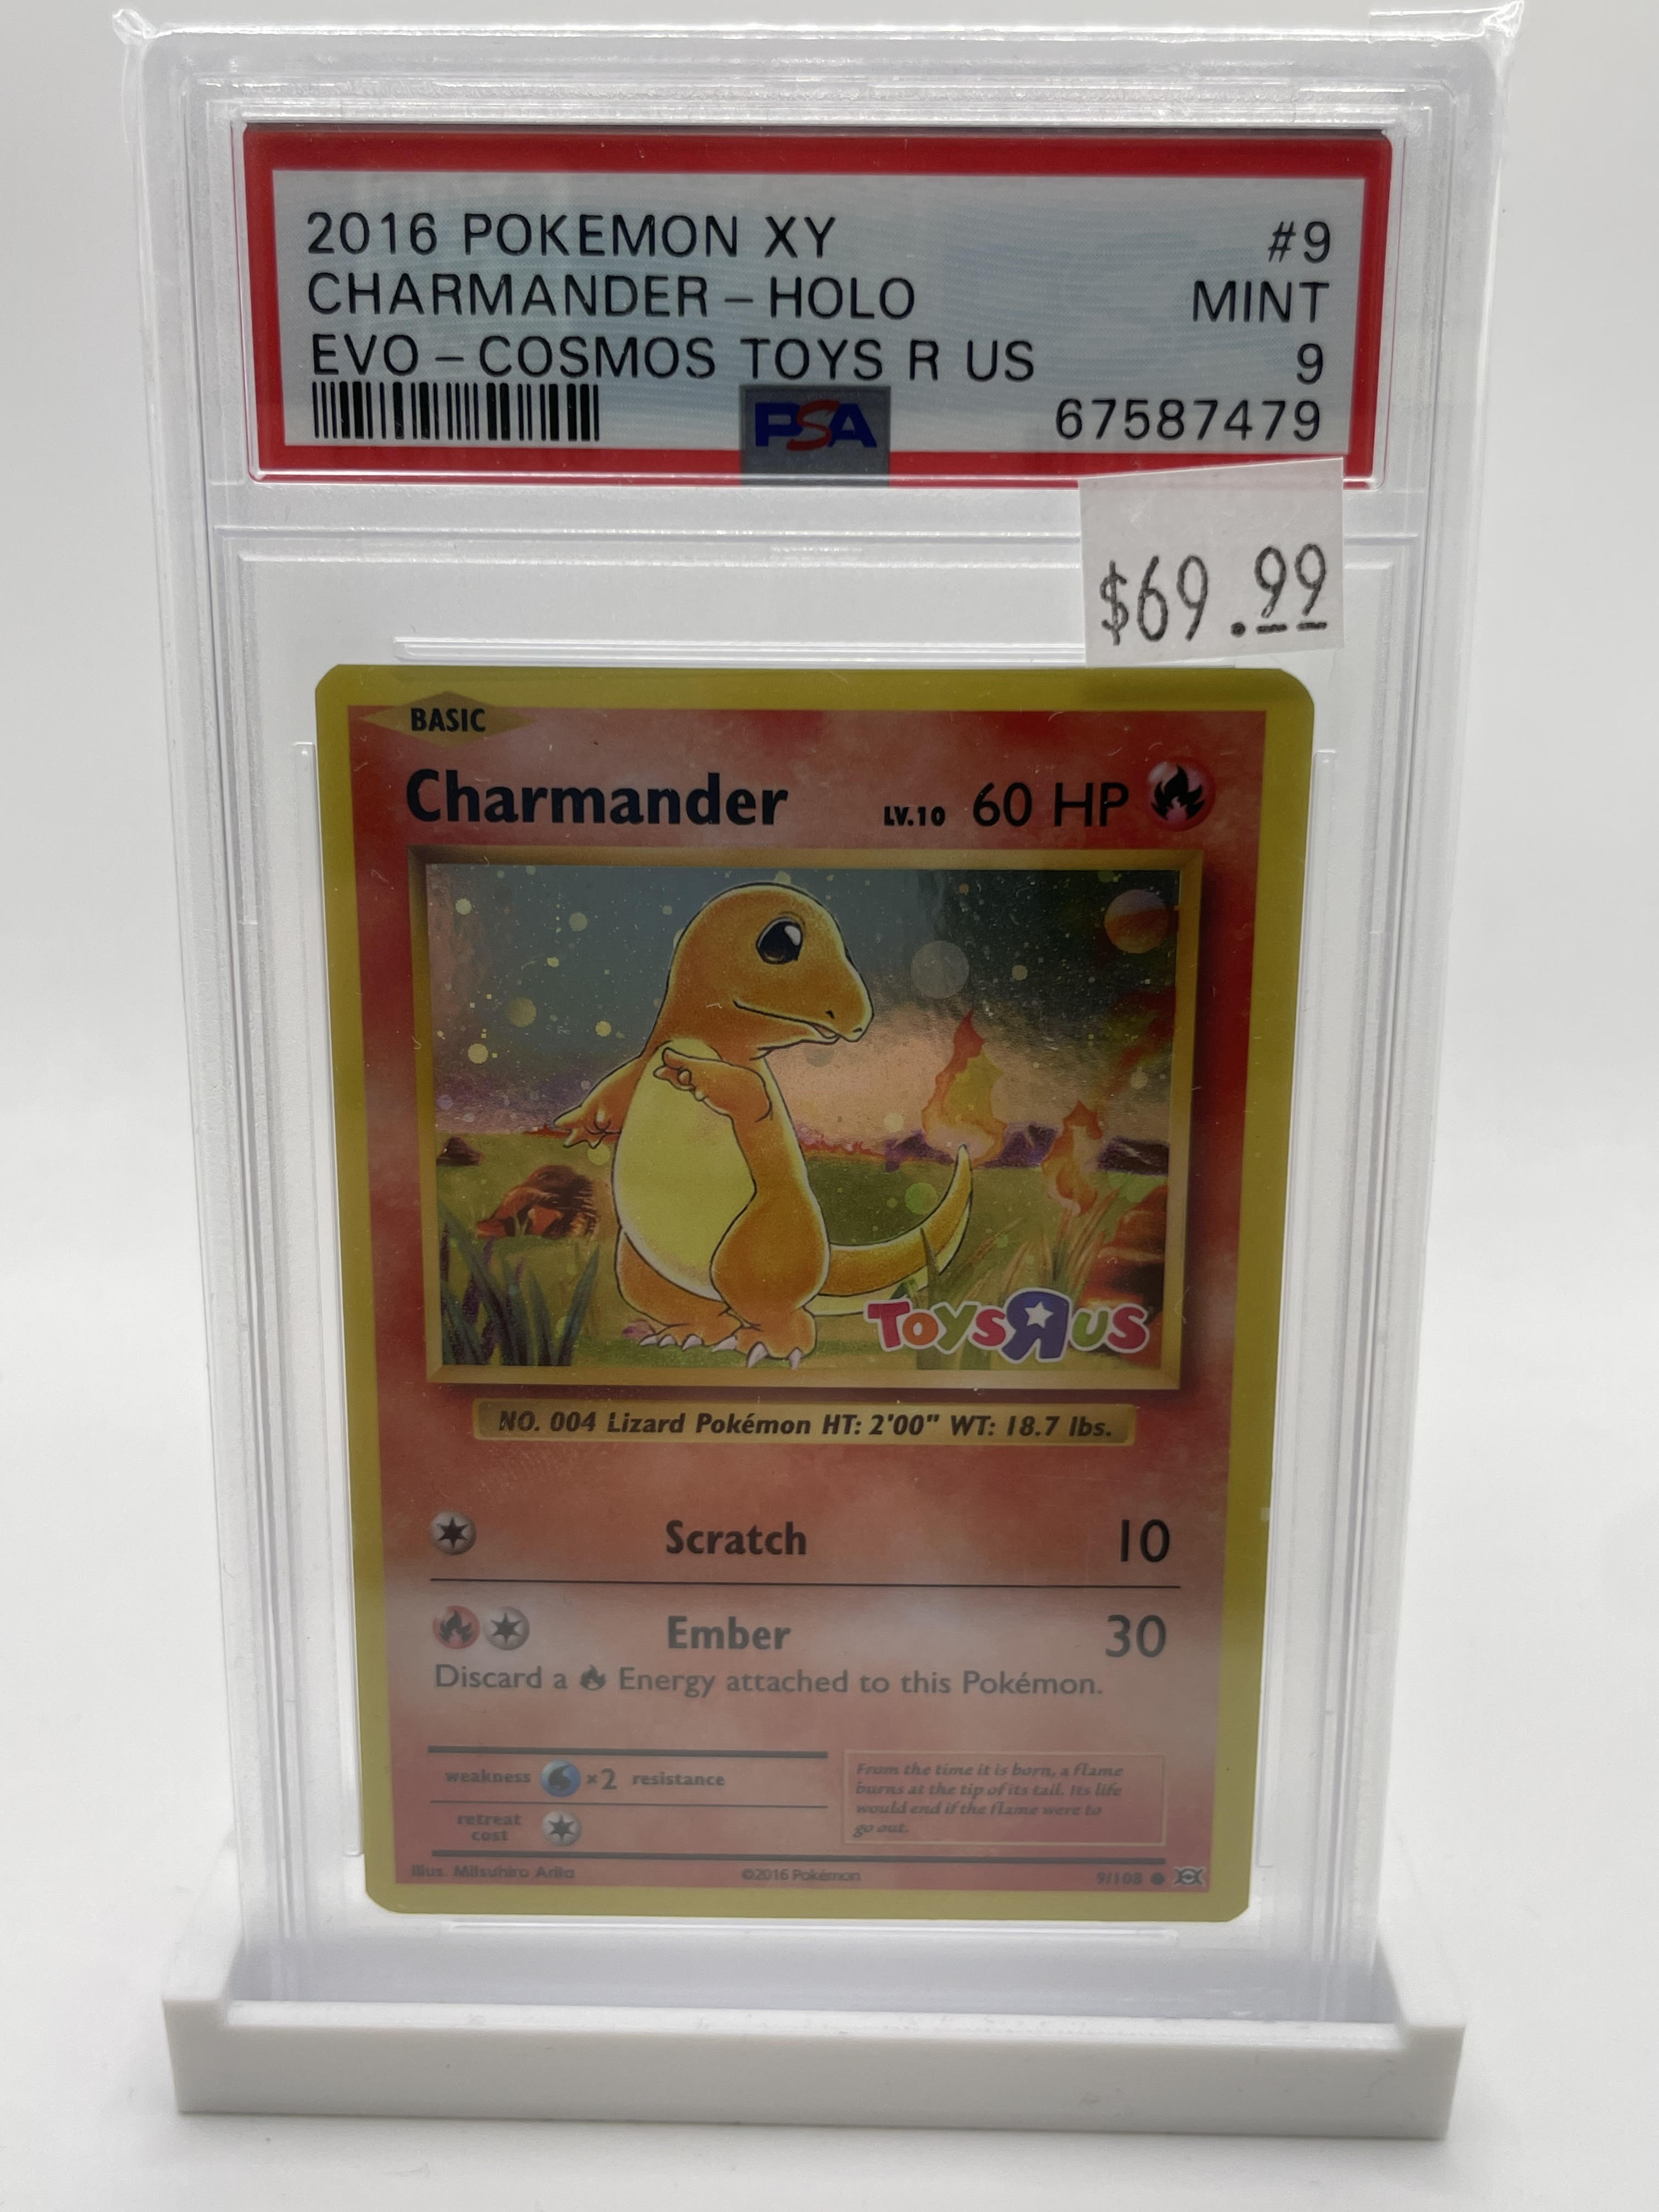 2016 POKEMON XY #9
CHARMANDER - HOLO MINT
EVO - COSMOS TOYS R US 9
PSA 67587479
$69.99
BASIC
Charmander LV.10 60 HP
ToysЯus
NO. 004 Lizard Pokémon HT: 2'00" WT: 18.7 lbs.
Scratch 10
Ember 30
Discard a Energy attached to this Pokémon.
weakness ×2 resistance
retreat
cost
From the time it is born, a flame
burns at the tip of its tail. Its life
would end if the flame were to
go out.
Illus. Mitsuhiro Arita ©2016 Pokémon 9/108